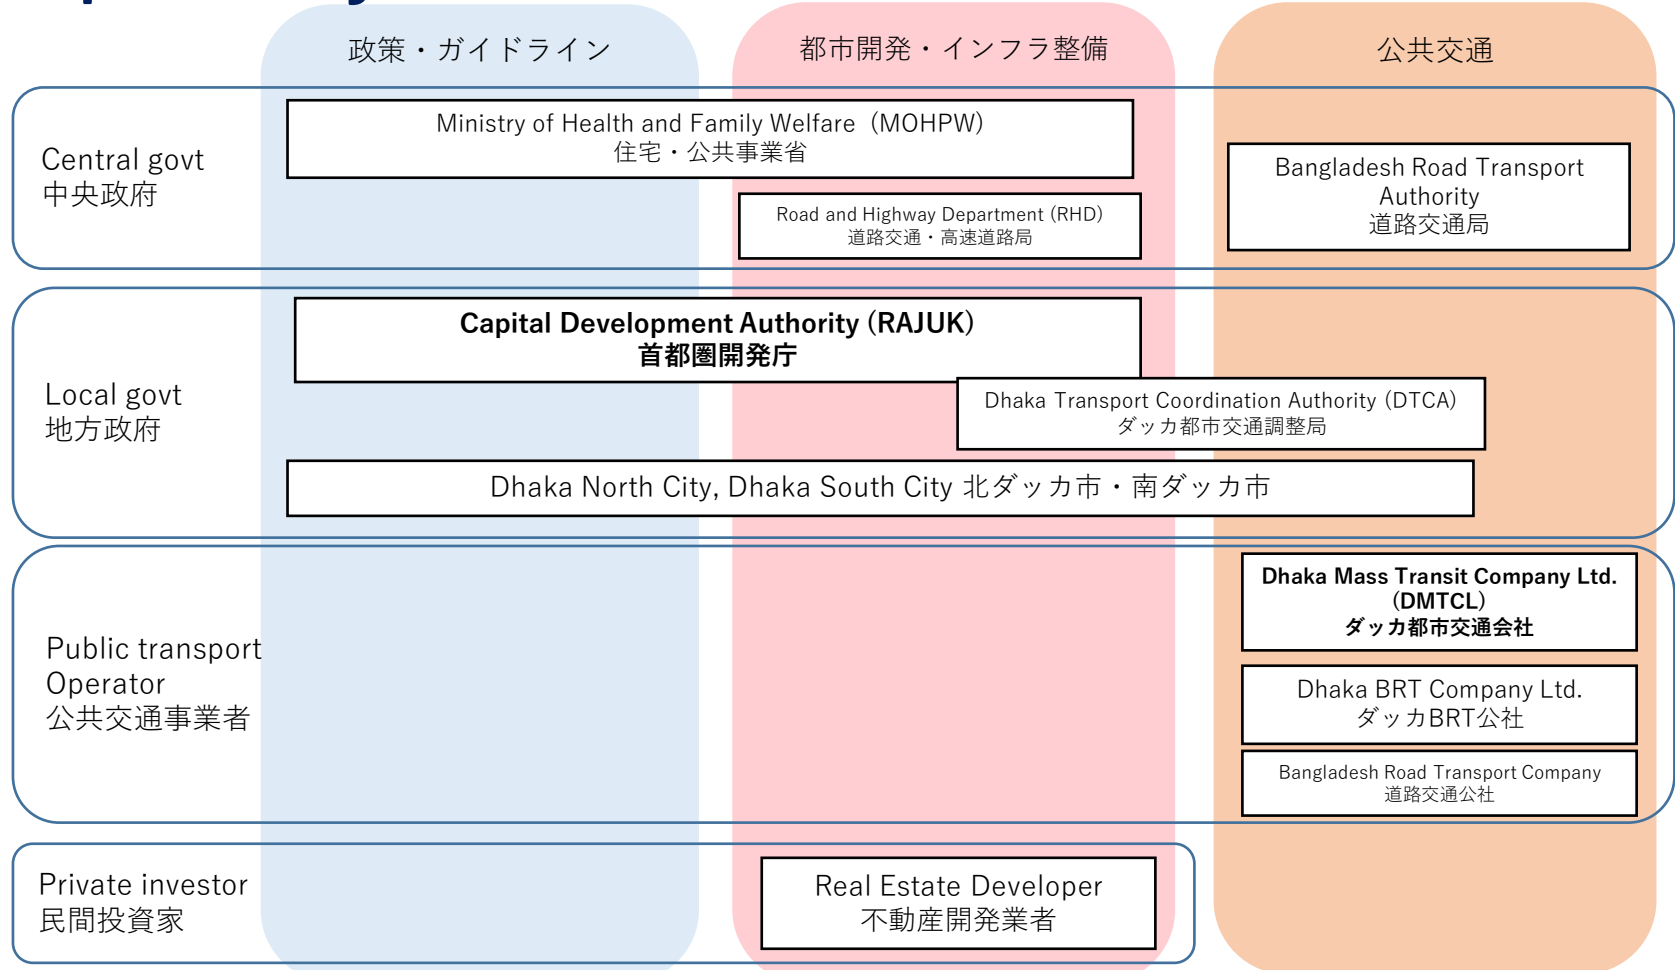 政策・ガイドライン
都市開発・インフラ整備
公共交通
Central govt
中央政府
Ministry of Health and Family Welfare (MOHPW)
住宅・公共事業省
Road and Highway Department (RHD)
道路交通・高速道路局
Bangladesh Road Transport
Authority
道路交通局
Local govt
地方政府
Capital Development Authority (RAJUK)
首都圏開発庁
Dhaka Transport Coordination Authority (DTCA)
ダッカ都市交通調整局
Dhaka North City, Dhaka South City 北ダッカ市・南ダッカ市
Public transport
Operator
公共交通事業者
Dhaka Mass Transit Company Ltd.
(DMTCL)
ダッカ都市交通会社
Dhaka BRT Company Ltd.
ダッカBRT公社
Bangladesh Road Transport Company
道路交通公社
Private investor
民間投資家
Real Estate Developer
不動産開発業者